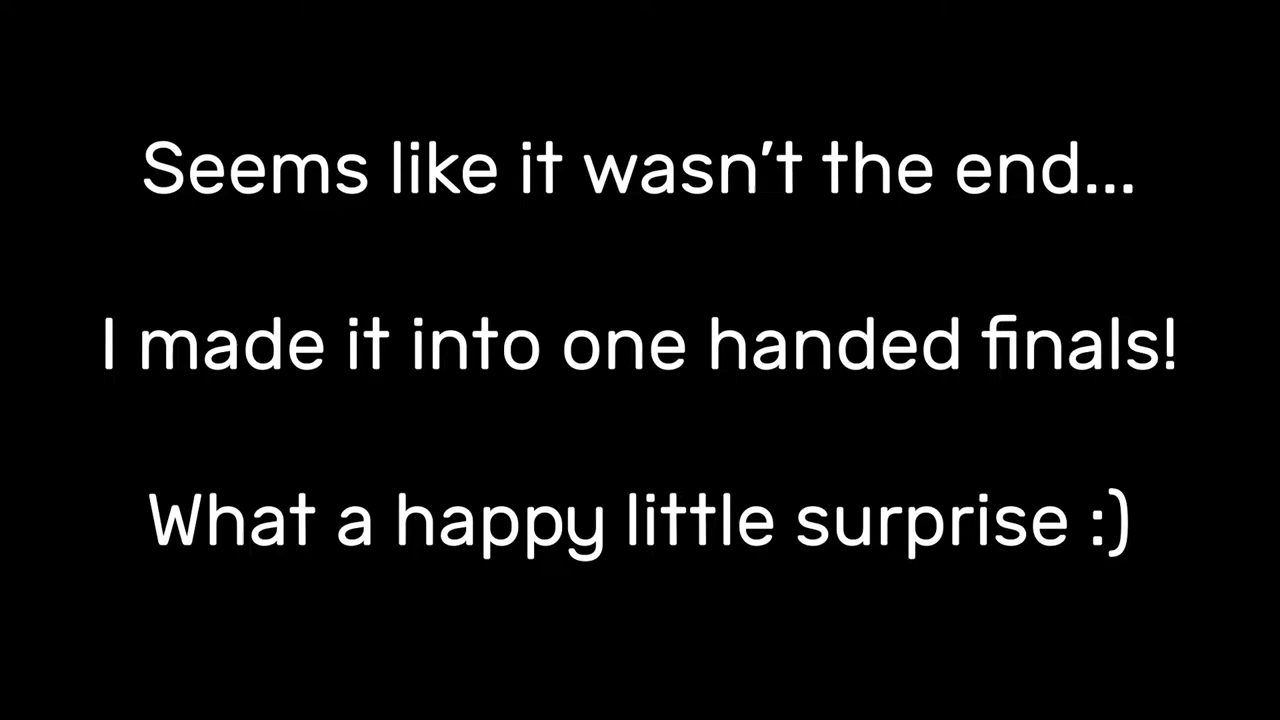 Seems like it wasn't the end...
I made it into one handed finals!
What a happy little surprise :)